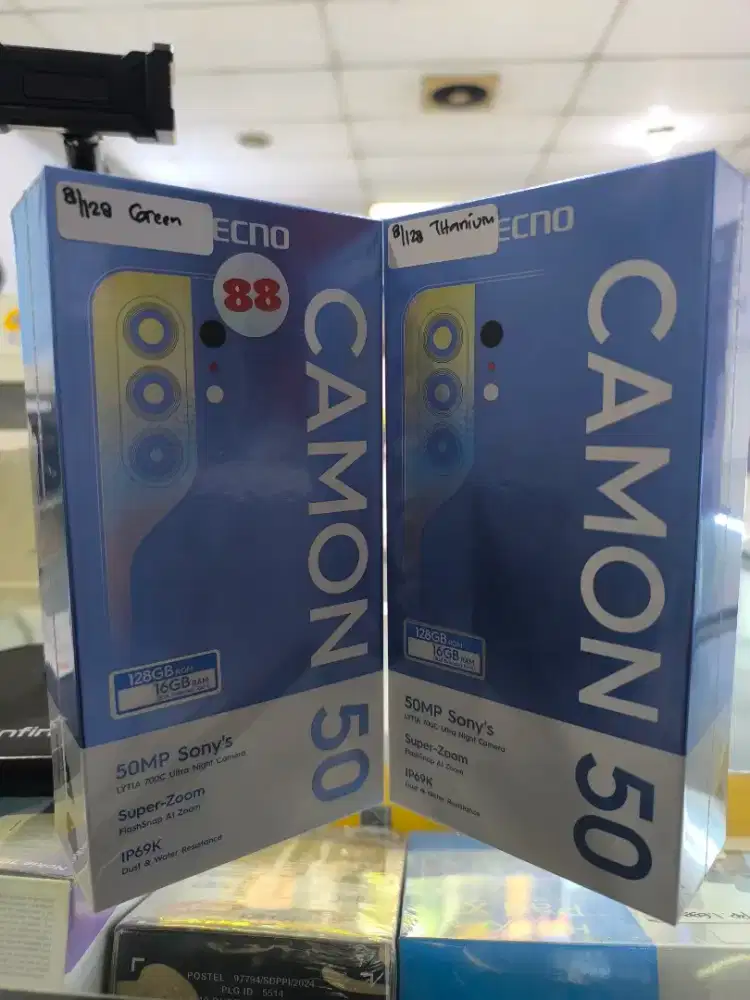 8/128 Green
ECNO
88
CAMON 50
128GB ROM
16GB RAM
50MP Sony's
LYTIA 700C Ultra Night Camera
Super-Zoom
FlashSnap AI Zoom
IP69K
Dust & Water Resistance
8/128 Titanium
ECNO
CAMON 50
128GB ROM
16GB RAM
50MP Sony's
LYTIA 700C Ultra Night Camera
Super-Zoom
FlashSnap AI Zoom
IP69K
Dust & Water Resistance
nfin
POSTEL 97794/SDPPI/2024
PLG ID 5514